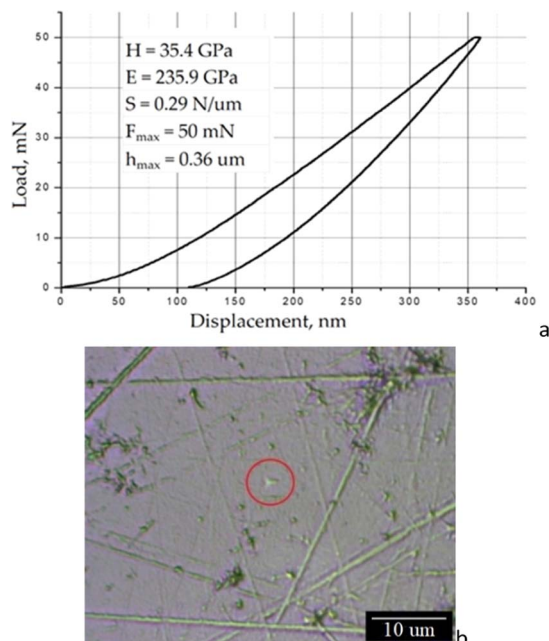 H = 35.4 GPa
E = 235.9 GPa
S = 0.29 N/um
Fmax = 50 mN
hmax = 0.36 um
Load, mN
50
40
30
20
10
0
0 50 100 150 200 250 300 350 400
Displacement, nm
a
10 um
b